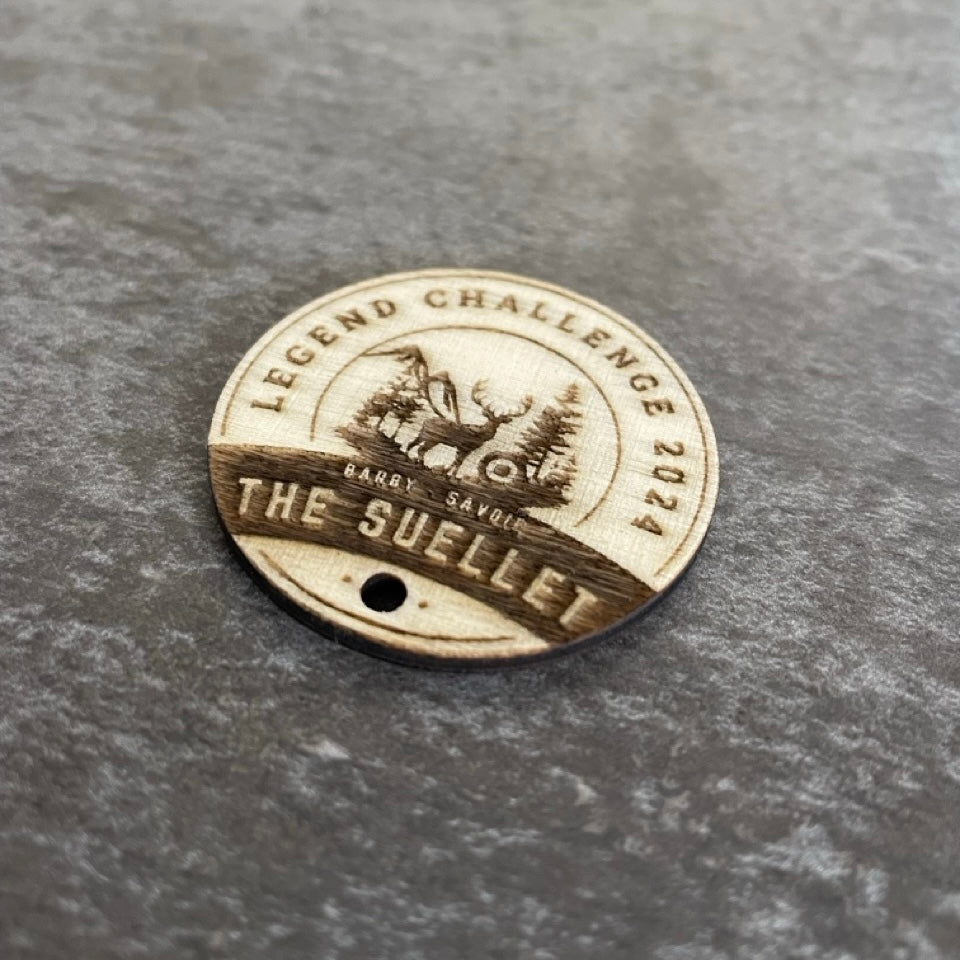 LEGEND CHALLENGE 2024
BARBY SAVOIE
THE SUELLET